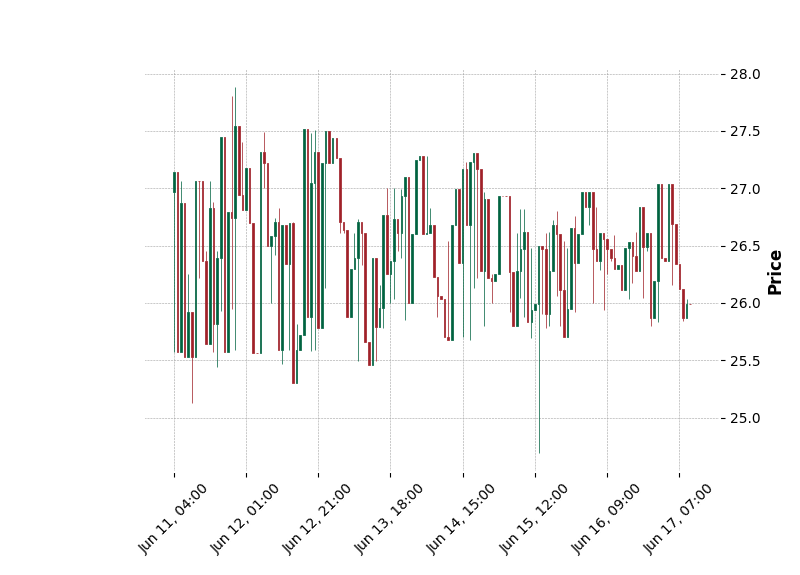 28.0
27.5
27.0
26.5
26.0
25.5
25.0
Price
Jun 11, 04:00
Jun 12, 01:00
Jun 12, 21:00
Jun 13, 18:00
Jun 14, 15:00
Jun 15, 12:00
Jun 16, 09:00
Jun 17, 07:00